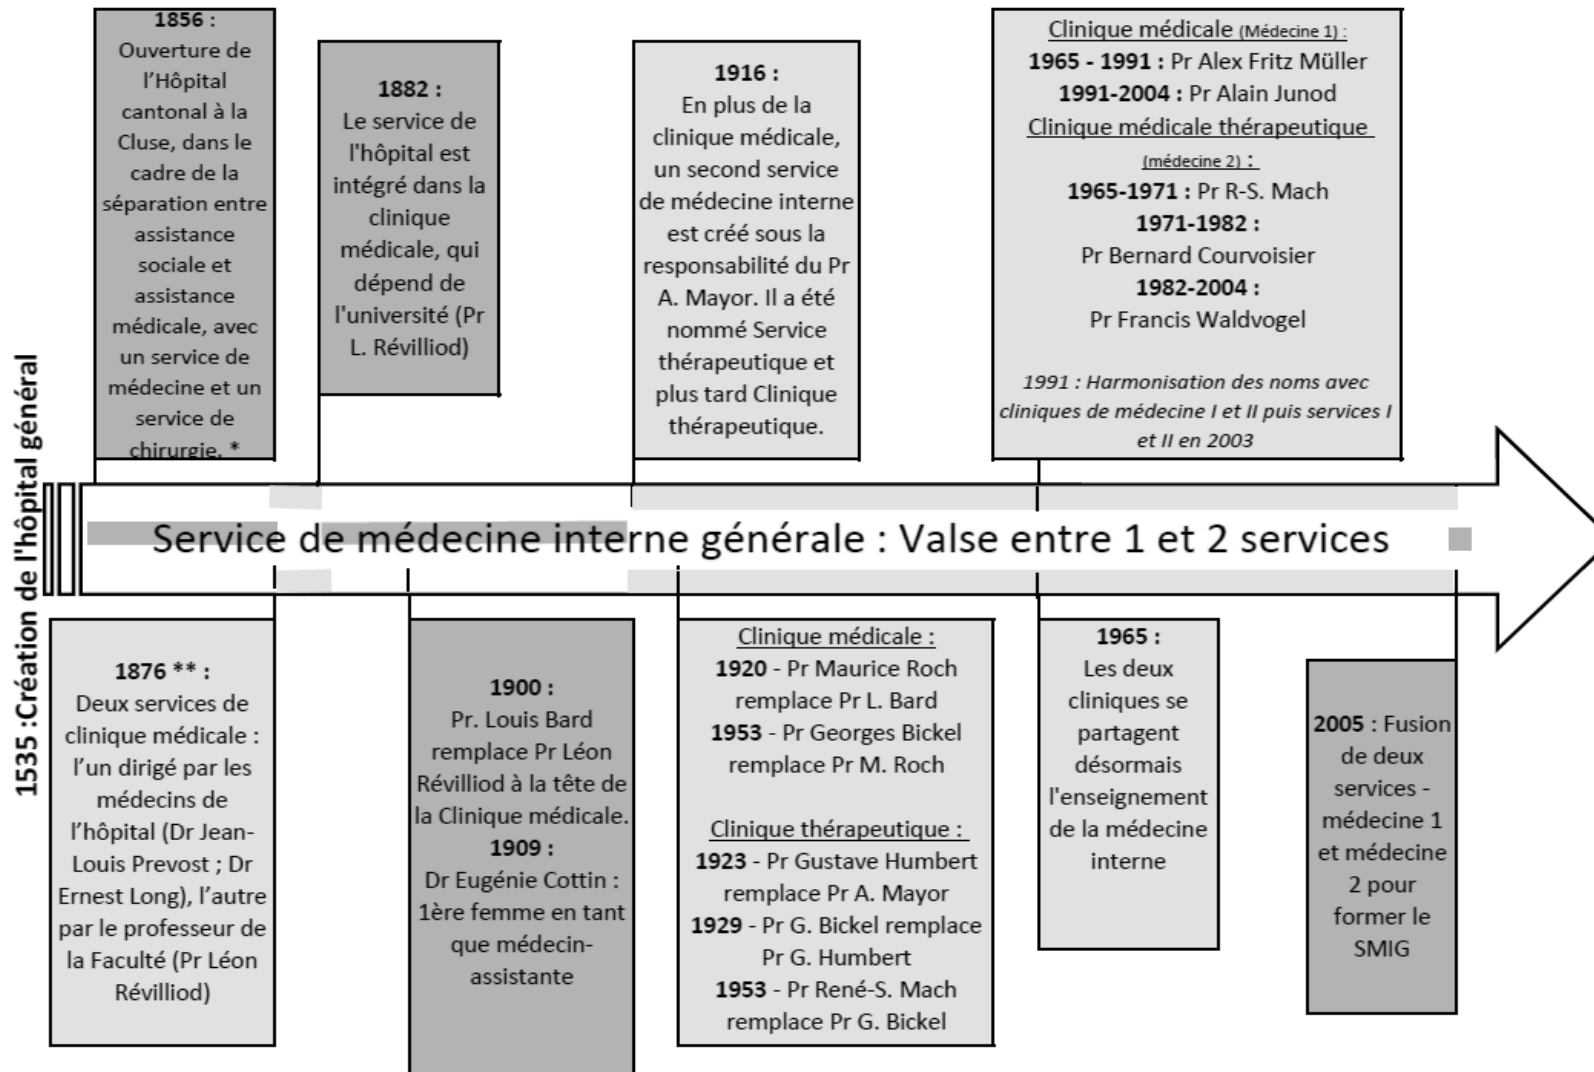 1856 :
Ouverture de
l'Hôpital
cantonal à la
Cluse, dans le
cadre de la
séparation entre
assistance
sociale et
assistance
médicale, avec
un service de
médecine et un
service de
chirurgie. *
1882 :
Le service de
l'hôpital est
intégré dans la
clinique
médicale, qui
dépend de
l'université (Pr
L. Révilliod)
1916 :
En plus de la
clinique médicale,
un second service
de médecine interne
est créé sous la
responsabilité du Pr
A. Mayor. Il a été
nommé Service
thérapeutique et
plus tard Clinique
thérapeutique.
Clinique médicale (Médecine 1) :
1965 - 1991 : Pr Alex Fritz Müller
1991-2004 : Pr Alain Junod
Clinique médicale thérapeutique
(médecine 2) :
1965-1971 : Pr R-S. Mach
1971-1982 :
Pr Bernard Courvoisier
1982-2004 :
Pr Francis Waldvogel
1991 : Harmonisation des noms avec
cliniques de médecine I et II puis services I
et II en 2003
1535 :Création de l'hôpital général
Service de médecine interne générale : Valse entre 1 et 2 services
1876 ** :
Deux services de
clinique médicale :
l'un dirigé par les
médecins de
l'hôpital (Dr Jean-
Louis Prevost ; Dr
Ernest Long), l'autre
par le professeur de
la Faculté (Pr Léon
Révilliod)
1900 :
Pr. Louis Bard
remplace Pr Léon
Révilliod à la tête de
la Clinique médicale.
1909 :
Dr Eugénie Cottin :
1ère femme en tant
que médecin-
assistante
Clinique médicale :
1920 - Pr Maurice Roch
remplace Pr L. Bard
1953 - Pr Georges Bickel
remplace Pr M. Roch
Clinique thérapeutique :
1923 - Pr Gustave Humbert
remplace Pr A. Mayor
1929 - Pr G. Bickel remplace
Pr G. Humbert
1953 - Pr René-S. Mach
remplace Pr G. Bickel
1965 :
Les deux
cliniques se
partagent
désormais
l'enseignement
de la médecine
interne
2005 : Fusion
de deux
services -
médecine 1
et médecine
2 pour
former le
SMIG